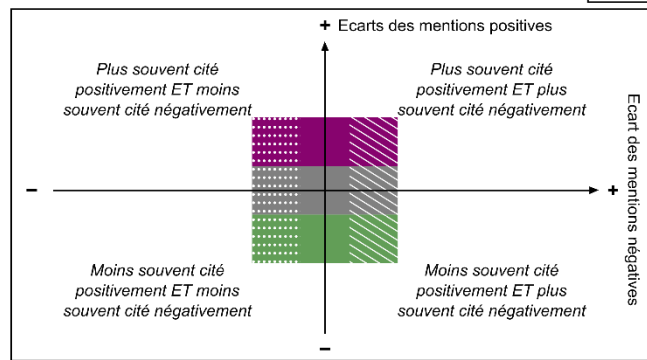 + Ecarts des mentions positives
Plus souvent cité
positivement ET moins
souvent cité négativement
Plus souvent cité
positivement ET plus
souvent cité négativement
Ecart des mentions négatives
–
+
Moins souvent cité
positivement ET moins
souvent cité négativement
Moins souvent cité
positivement ET plus
souvent cité négativement
–